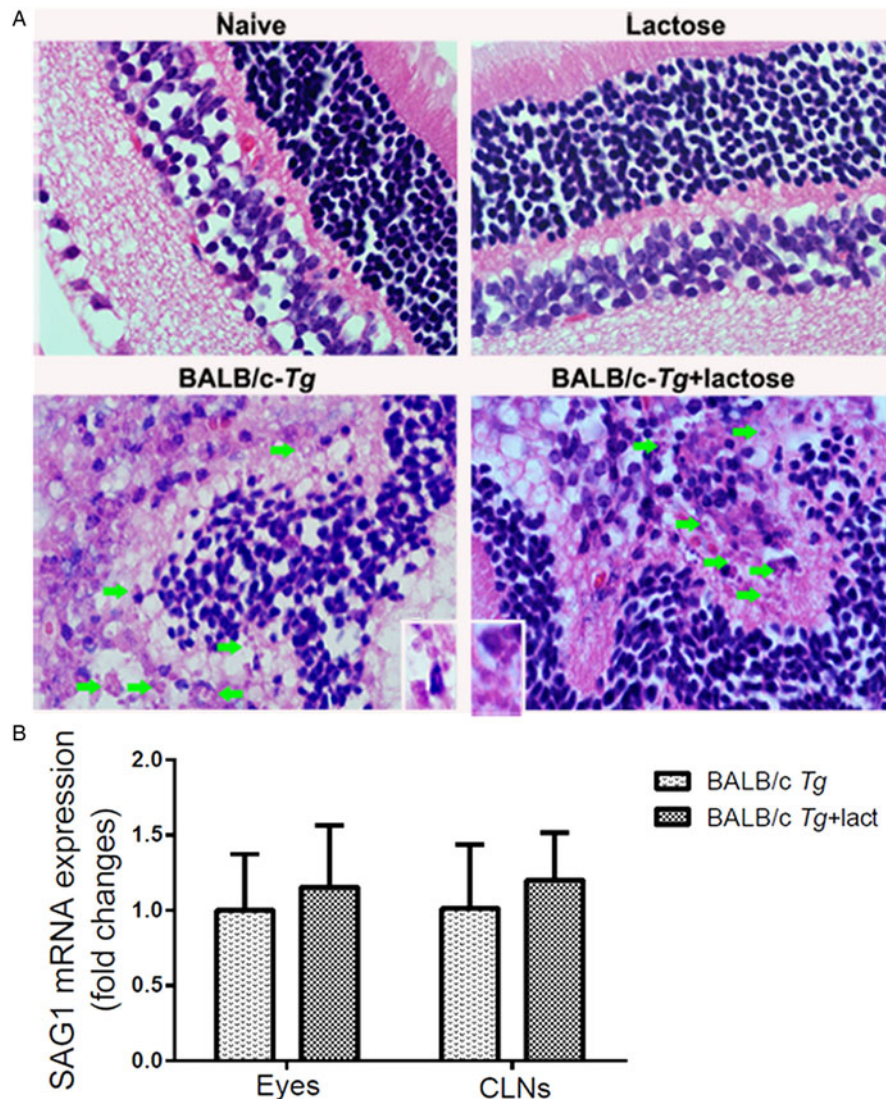 A
Naive
Lactose
BALB/c-Tg
BALB/c-Tg+lactose
B
SAG1 mRNA expression
(fold changes)
2.0
1.5
1.0
0.5
0.0
Eyes
CLNs
BALB/c Tg
BALB/c Tg+lact